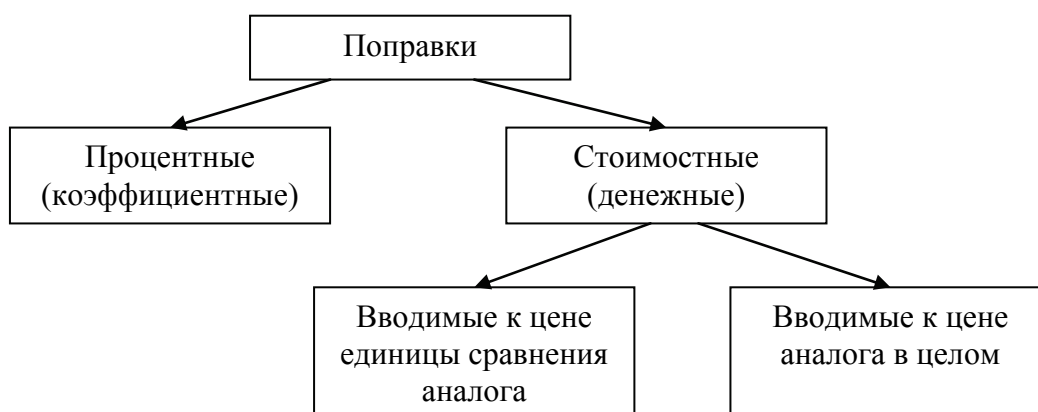 Поправки
Процентные
(коэффициентные)
Стоимостные
(денежные)
Вводимые к цене
единицы сравнения
аналога
Вводимые к цене
аналога в целом